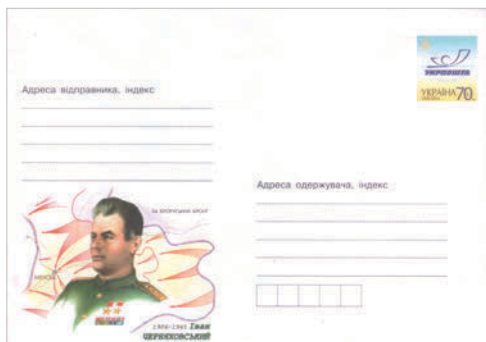 УКРПОШТА
УКРАЇНА 70
Адреса відправника, індекс
Адреса одержувача, індекс
1906-1945 Іван
ЧЕРНЯХОВСЬКИЙ